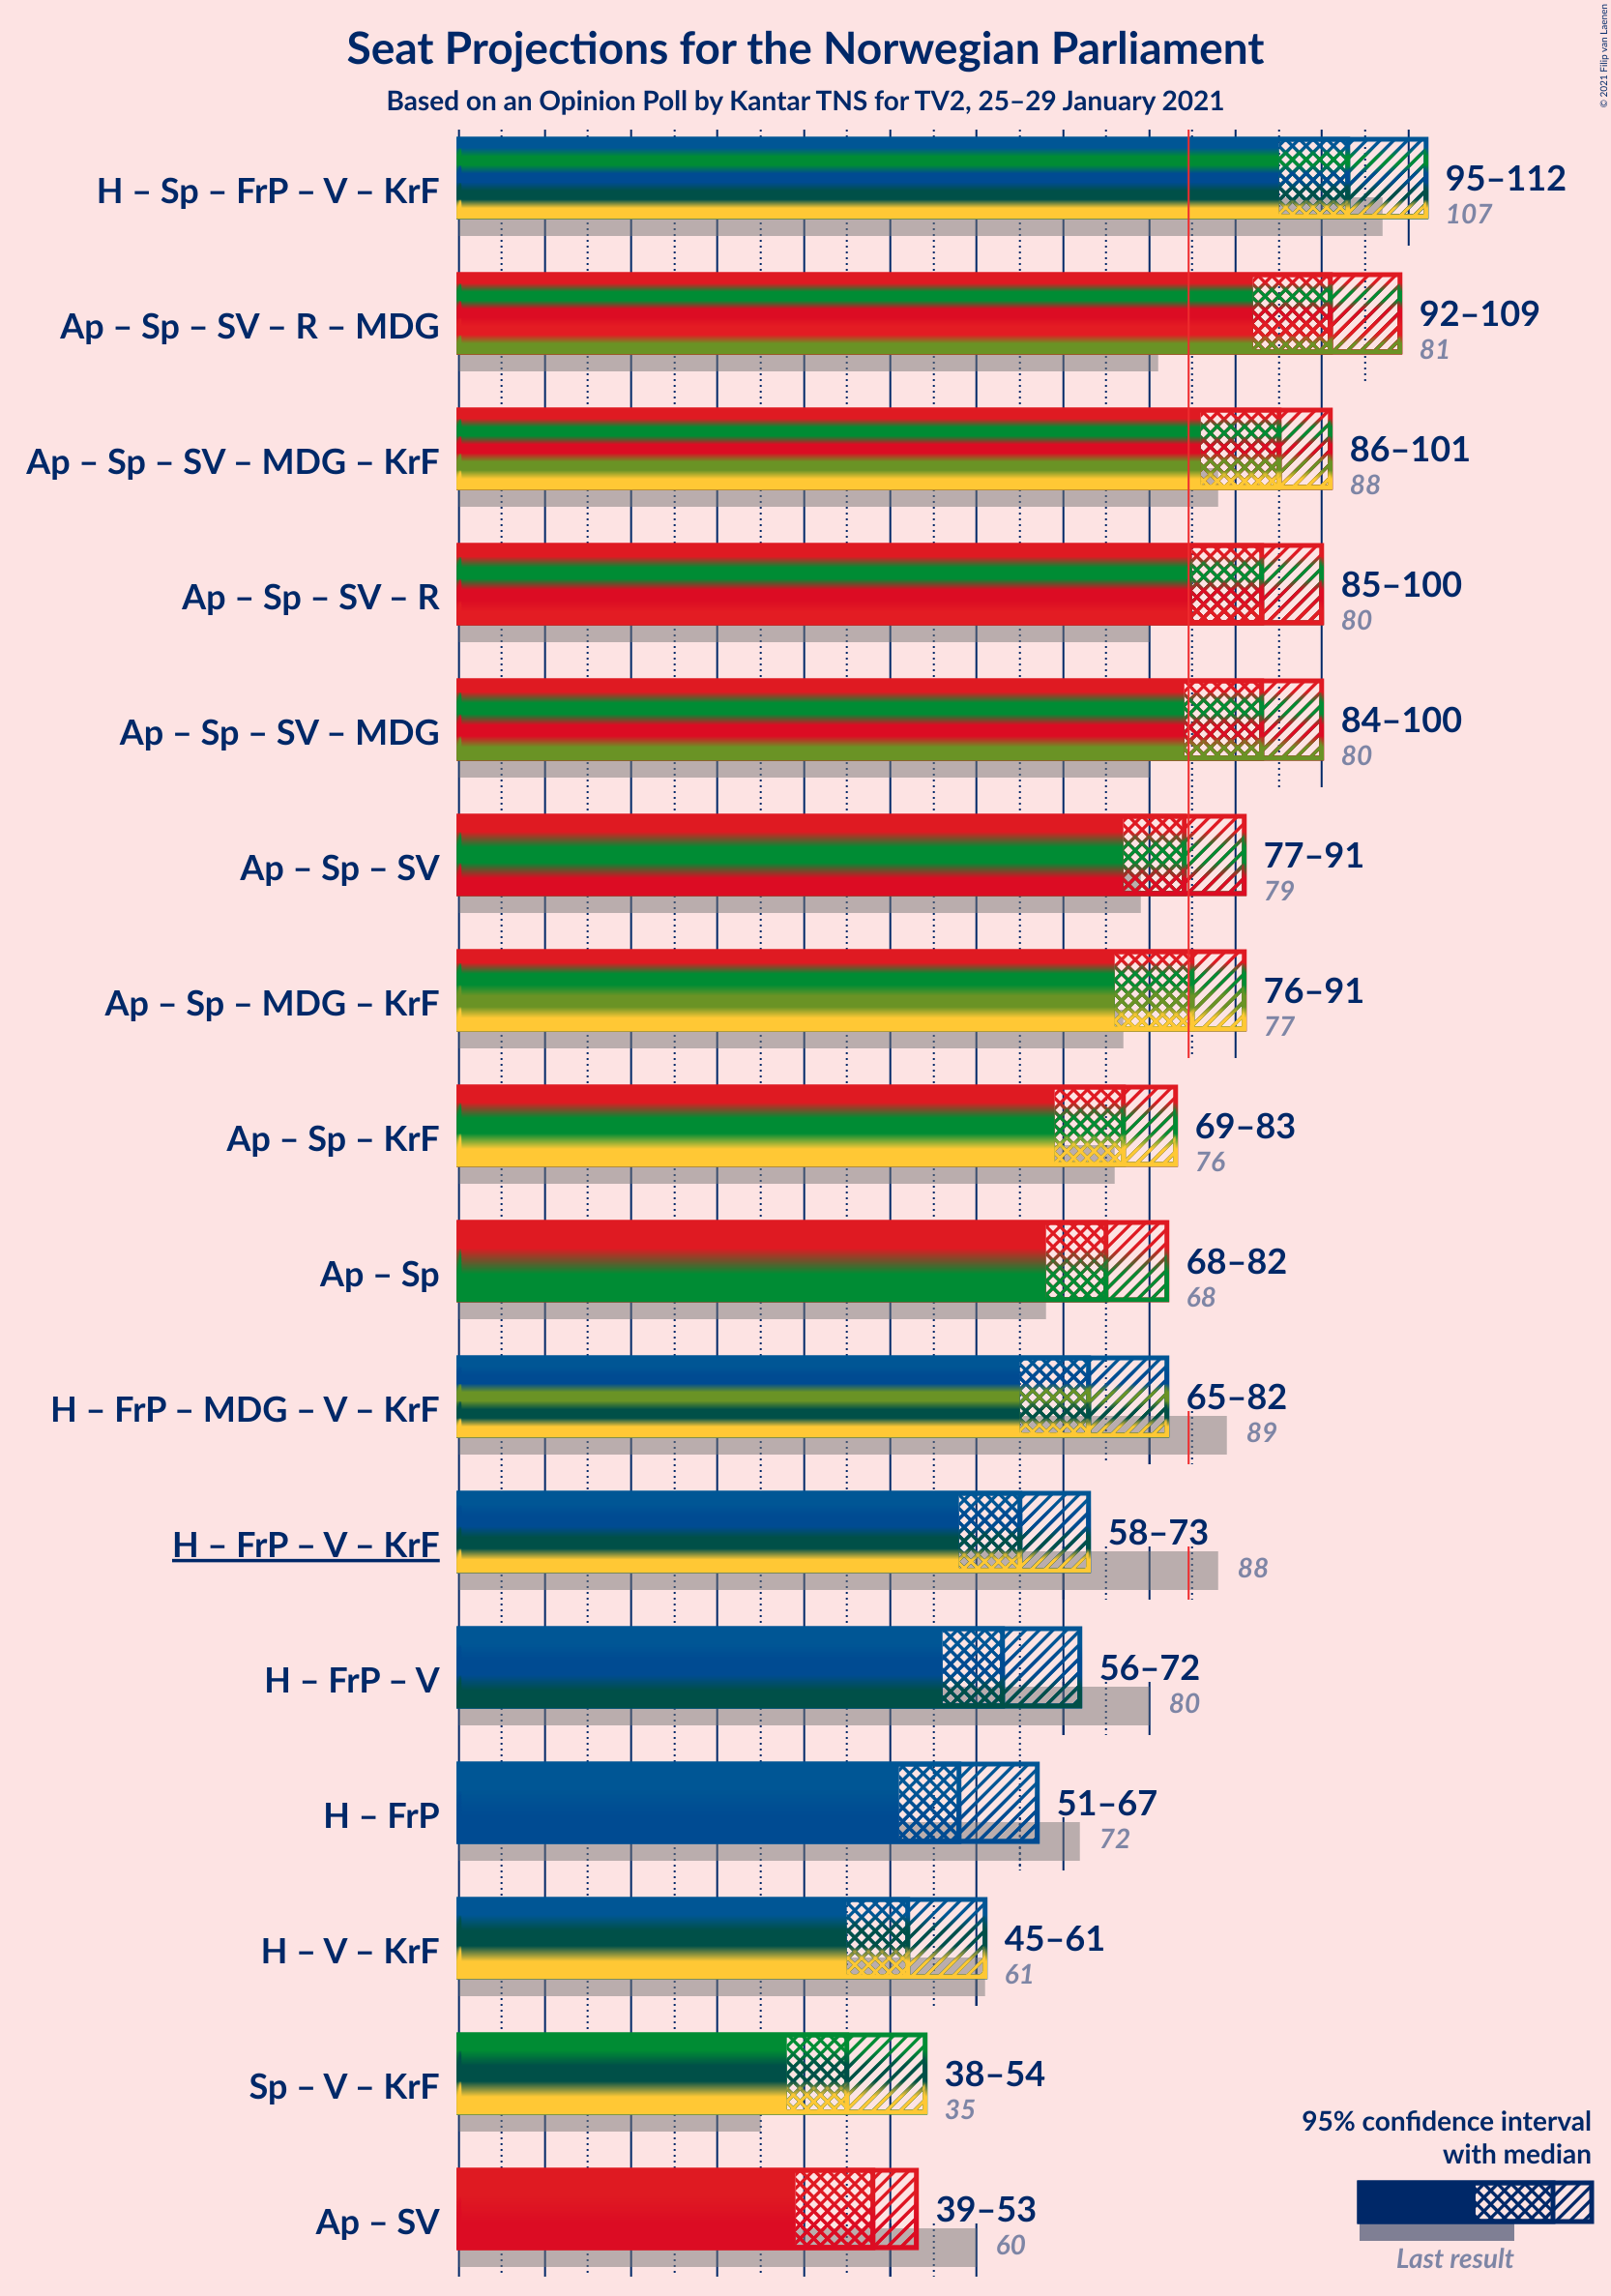 Seat Projections for the Norwegian Parliament
Based on an Opinion Poll by Kantar TNS for TV2, 25–29 January 2021
© 2021 Filip van Laenen
H – Sp – FrP – V – KrF
95–112
107
Ap – Sp – SV – R – MDG
92–109
81
Ap – Sp – SV – MDG – KrF
86–101
88
Ap – Sp – SV – R
85–100
80
Ap – Sp – SV – MDG
84–100
80
Ap – Sp – SV
77–91
79
Ap – Sp – MDG – KrF
76–91
77
Ap – Sp – KrF
69–83
76
Ap – Sp
68–82
68
H – FrP – MDG – V – KrF
65–82
89
H – FrP – V – KrF
58–73
88
H – FrP – V
56–72
80
H – FrP
51–67
72
H – V – KrF
45–61
61
Sp – V – KrF
38–54
35
Ap – SV
39–53
60
95% confidence interval
with median
Last result